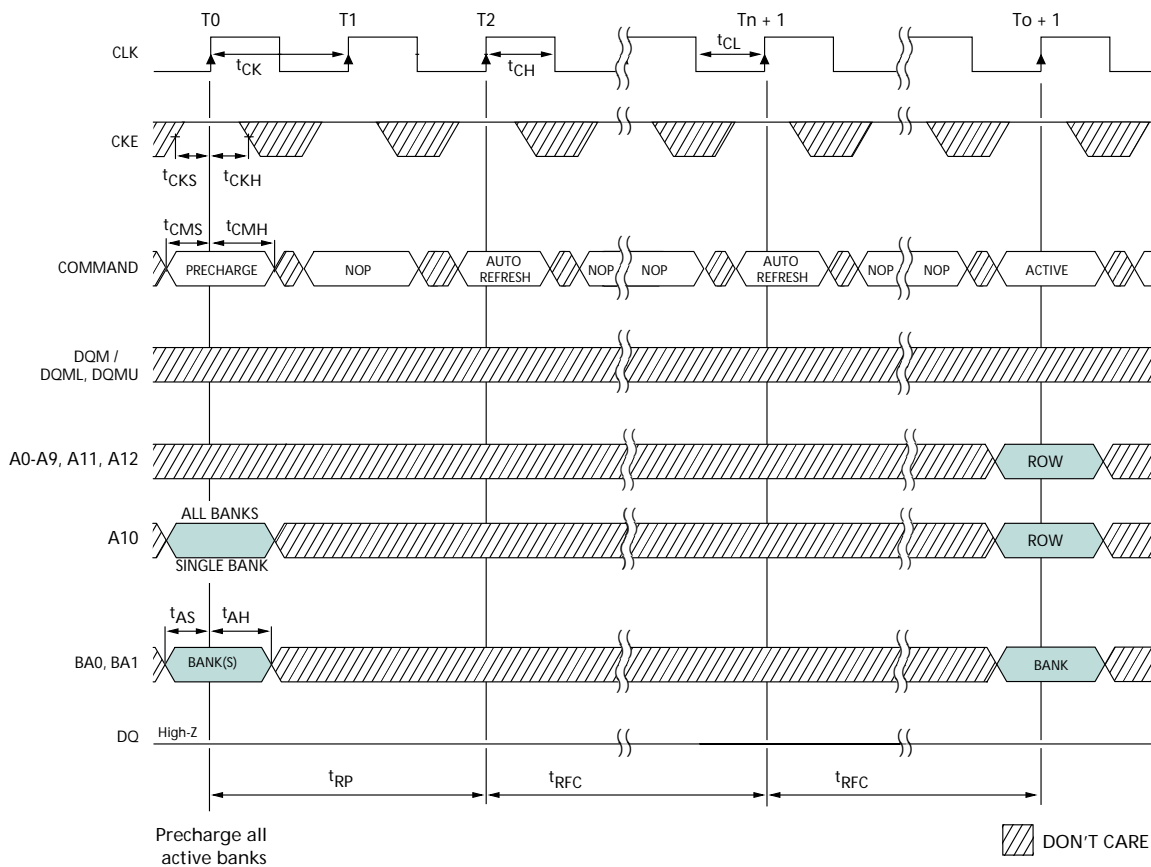 T0 T1 T2 Tn + 1 To + 1
CLK
tCK tCH tCL
CKE
tCKS tCKH
tCMS tCMH
COMMAND PRECHARGE NOP AUTO REFRESH NOP NOP AUTO REFRESH NOP NOP ACTIVE
DQM /
DQML, DQMU
A0-A9, A11, A12 ROW
ALL BANKS
A10 ROW
SINGLE BANK
tAS tAH
BA0, BA1 BANK(S) BANK
DQ High-Z
tRP tRFC tRFC
Precharge all
active banks
DON'T CARE